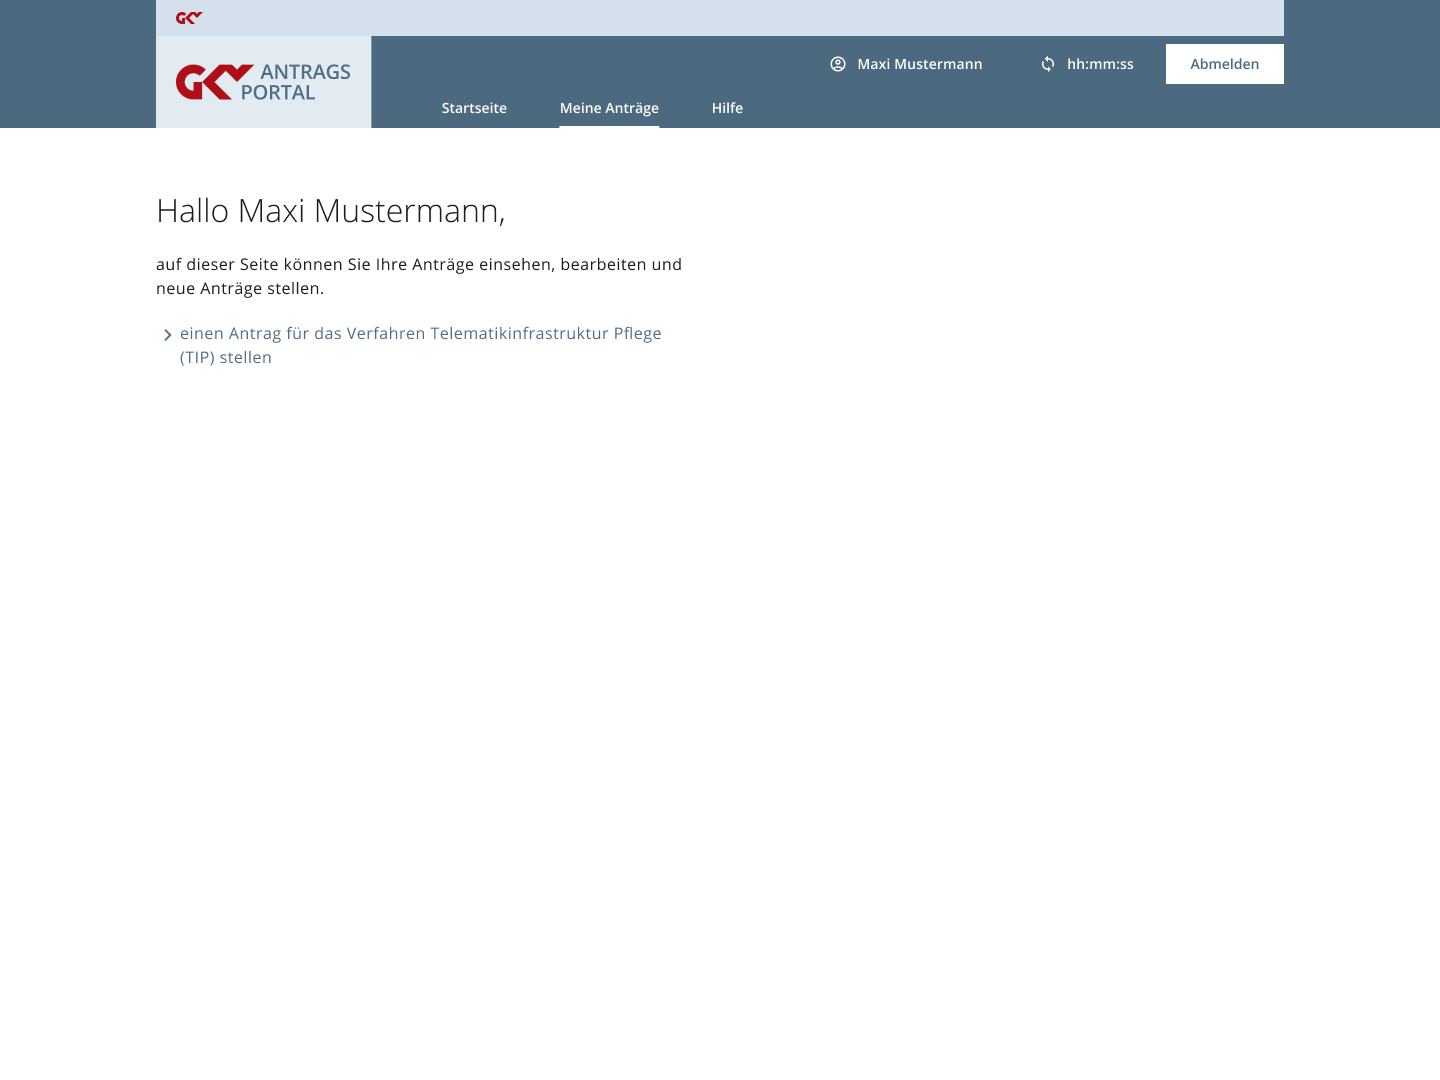 GKV
GKV ANTRAGS
PORTAL
Maxi Mustermann
hh:mm:ss
Abmelden
Startseite
Meine Anträge
Hilfe
Hallo Maxi Mustermann,
auf dieser Seite können Sie Ihre Anträge einsehen, bearbeiten und
neue Anträge stellen.
einen Antrag für das Verfahren Telematikinfrastruktur Pflege
(TIP) stellen